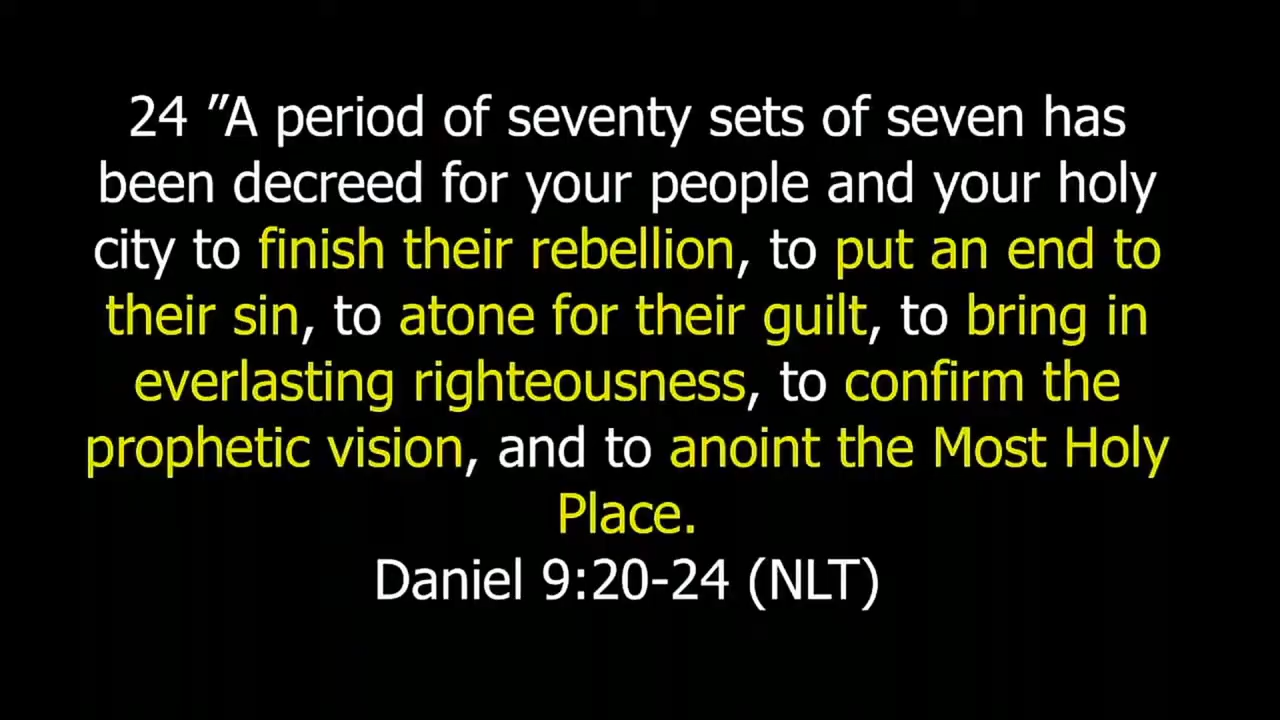 24 ”A period of seventy sets of seven has
been decreed for your people and your holy
city to finish their rebellion, to put an end to
their sin, to atone for their guilt, to bring in
everlasting righteousness, to confirm the
prophetic vision, and to anoint the Most Holy
Place.
Daniel 9:20-24 (NLT)